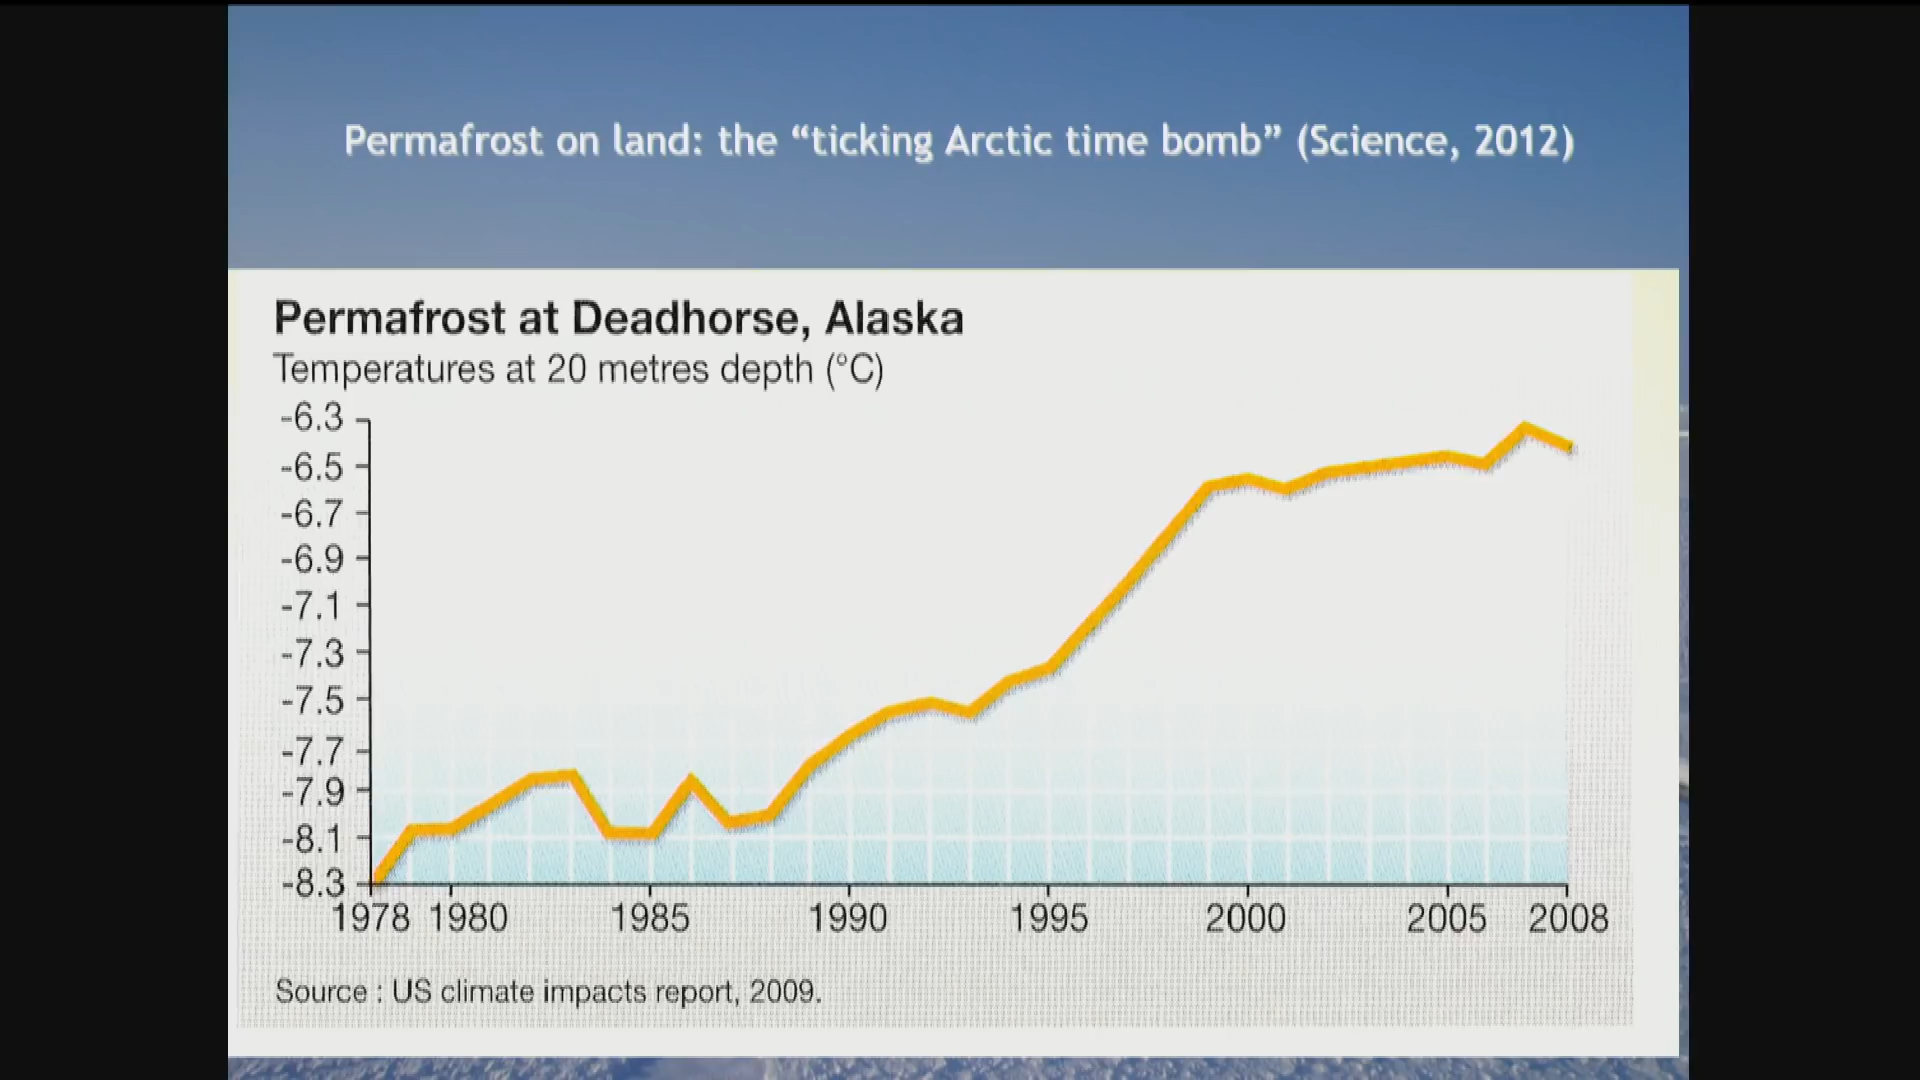 Permafrost on land: the “ticking Arctic time bomb” (Science, 2012)
Permafrost at Deadhorse, Alaska
Temperatures at 20 metres depth (°C)
-6.3
-6.5
-6.7
-6.9
-7.1
-7.3
-7.5
-7.7
-7.9
-8.1
-8.3
1978 1980 1985 1990 1995 2000 2005 2008
Source : US climate impacts report, 2009.